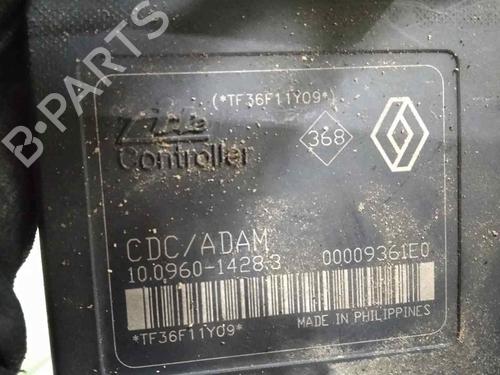 B-PARTS
(*TF36F11Y09*)
368
Controller
CDC/ADAM
10.0960-1428.3 00009361E0
*TF36F11Y09* MADE IN PHILIPPINES